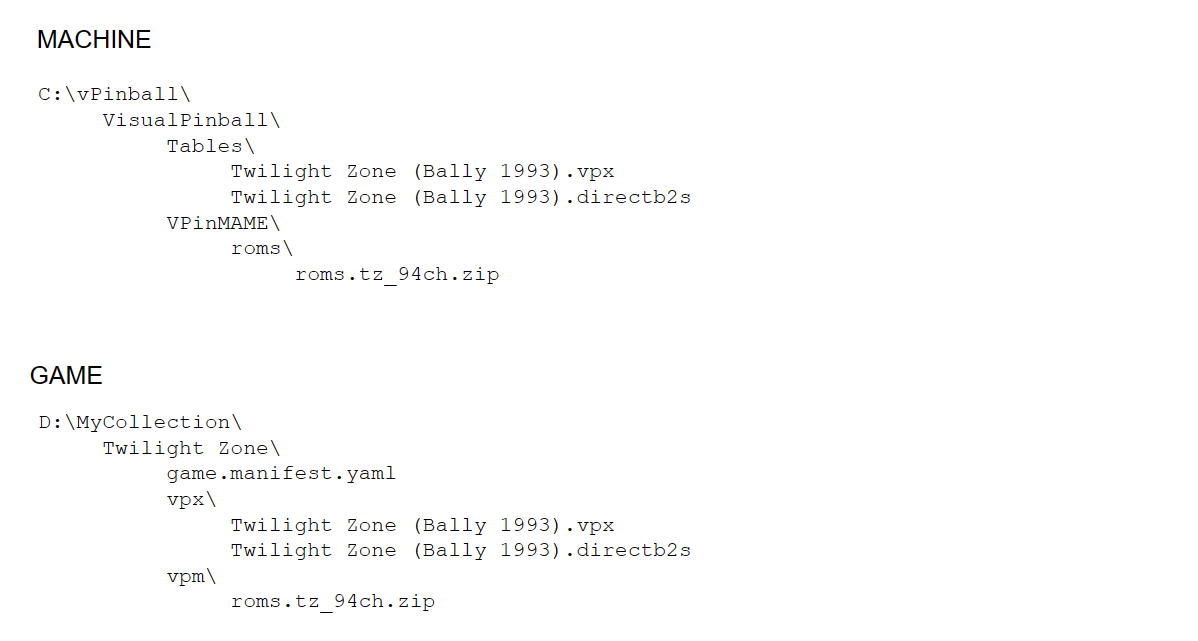 MACHINE
C:\vPinball\
VisualPinball\
Tables\
Twilight Zone (Bally 1993).vpx
Twilight Zone (Bally 1993).directb2s
VPinMAME\
roms\
roms.tz_94ch.zip
GAME
D:\MyCollection\
Twilight Zone\
game.manifest.yaml
vpx\
Twilight Zone (Bally 1993).vpx
Twilight Zone (Bally 1993).directb2s
vpm\
roms.tz_94ch.zip